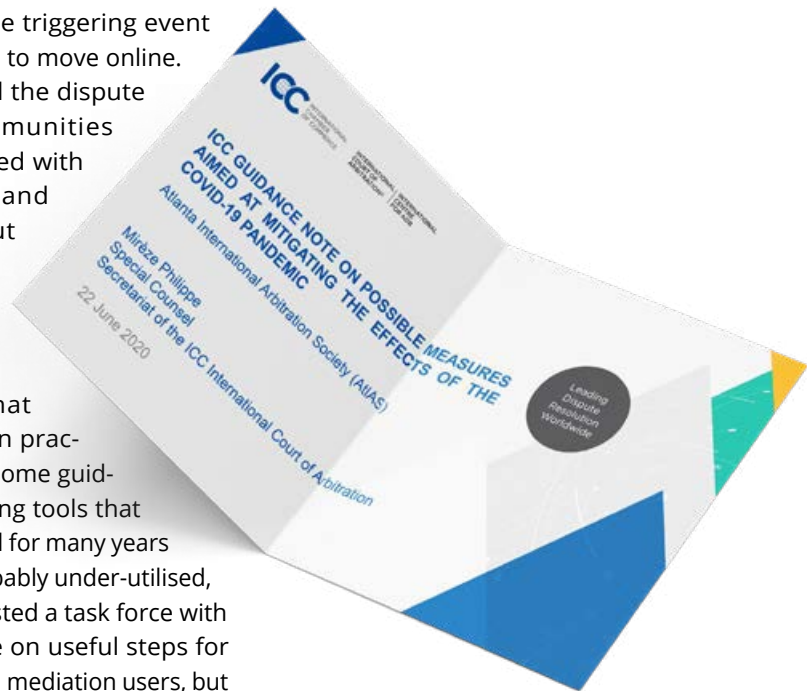 e triggering event
to move online.
l the dispute
munities
ed with
and
ut
hat
n prac-
ome guid-
ng tools that
l for many years
bably under-utilised,
sted a task force with
e on useful steps for
mediation users, but
ICC
INTERNATIONAL
CHAMBER
OF COMMERCE
INTERNATIONAL
COURT OF
ARBITRATION
INTERNATIONAL
CENTRE
FOR ADR
ICC GUIDANCE NOTE ON POSSIBLE MEASURES
AIMED AT MITIGATING THE EFFECTS OF THE
COVID-19 PANDEMIC
Atlanta International Arbitration Society (AtlAS)
Mirèze Philippe
Special Counsel
Secretariat of the ICC International Court of Arbitration
22 June 2020
Leading
Dispute
Resolution
Worldwide